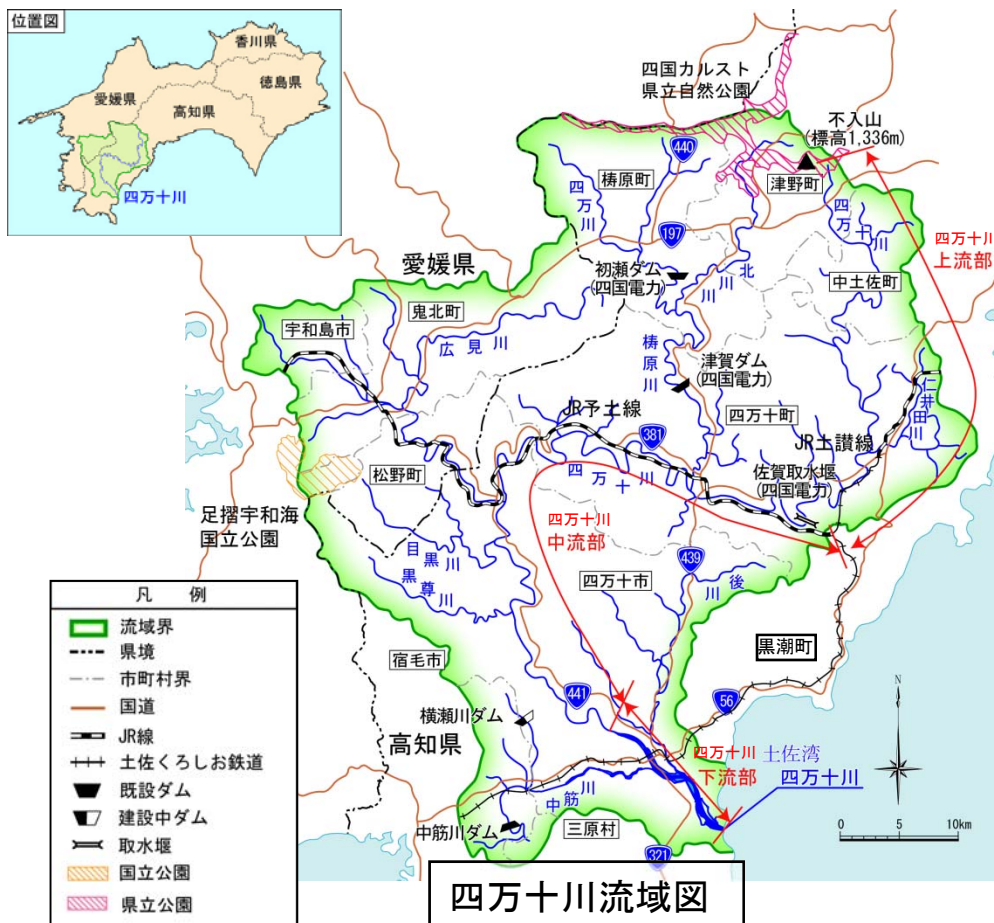 位置図
香川県
徳島県
愛媛県
高知県
四万十川
四国カルスト
県立自然公園
不入山
(標高1,336m)
440
梼原町
津野町
四万川
四万十川
四万十川
上流部
197
愛媛県
初瀬ダム
(四国電力)
北川川
中土佐町
鬼北町
宇和島市
広見川
梼原川
津賀ダム
(四国電力)
仁井田川
JR予土線
四万十町
381
JR土讃線
四万十川
佐賀取水堰
(四国電力)
松野町
足摺宇和海
国立公園
四万十川
中流部
目黒川
黒尊川
439
四万十市
後川
黒潮町
宿毛市
441
56
N
横瀬川ダム
高知県
四万十川
下流部
土佐湾
四万十川
中筋川
中筋川ダム
三原村
321
0 5 10km
凡 例
流域界
県境
市町村界
国道
JR線
土佐くろしお鉄道
既設ダム
建設中ダム
取水堰
国立公園
県立公園
四万十川流域図